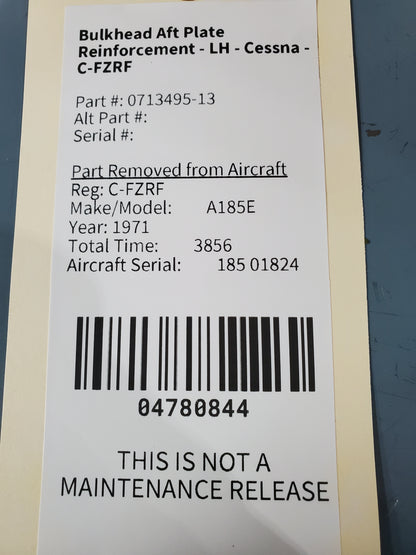 Bulkhead Aft Plate
Reinforcement - LH - Cessna -
C-FZRF
Part #: 0713495-13
Alt Part #:
Serial #:
Part Removed from Aircraft
Reg: C-FZRF
Make/Model: A185E
Year: 1971
Total Time: 3856
Aircraft Serial: 185 01824
04780844
THIS IS NOT A
MAINTENANCE RELEASE